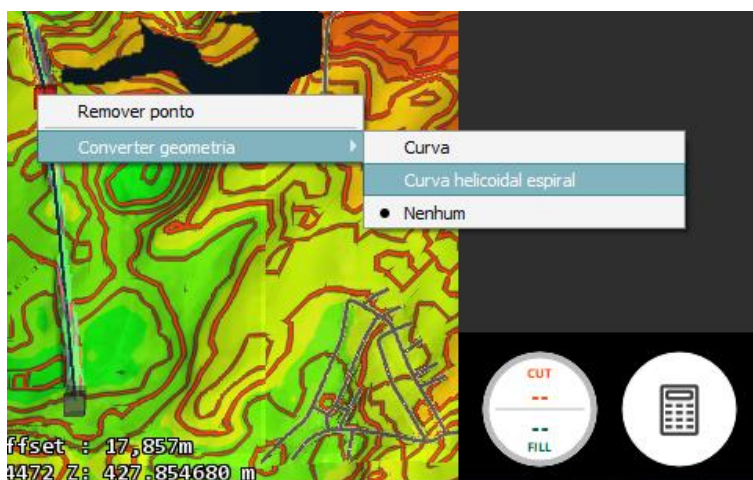 Remover ponto
Converter geometria
Curva
Curva helicoidal espiral
Nenhum
CUT
--
--
FILL
ffset : 17,857m
4472 Z: 427.854680 m